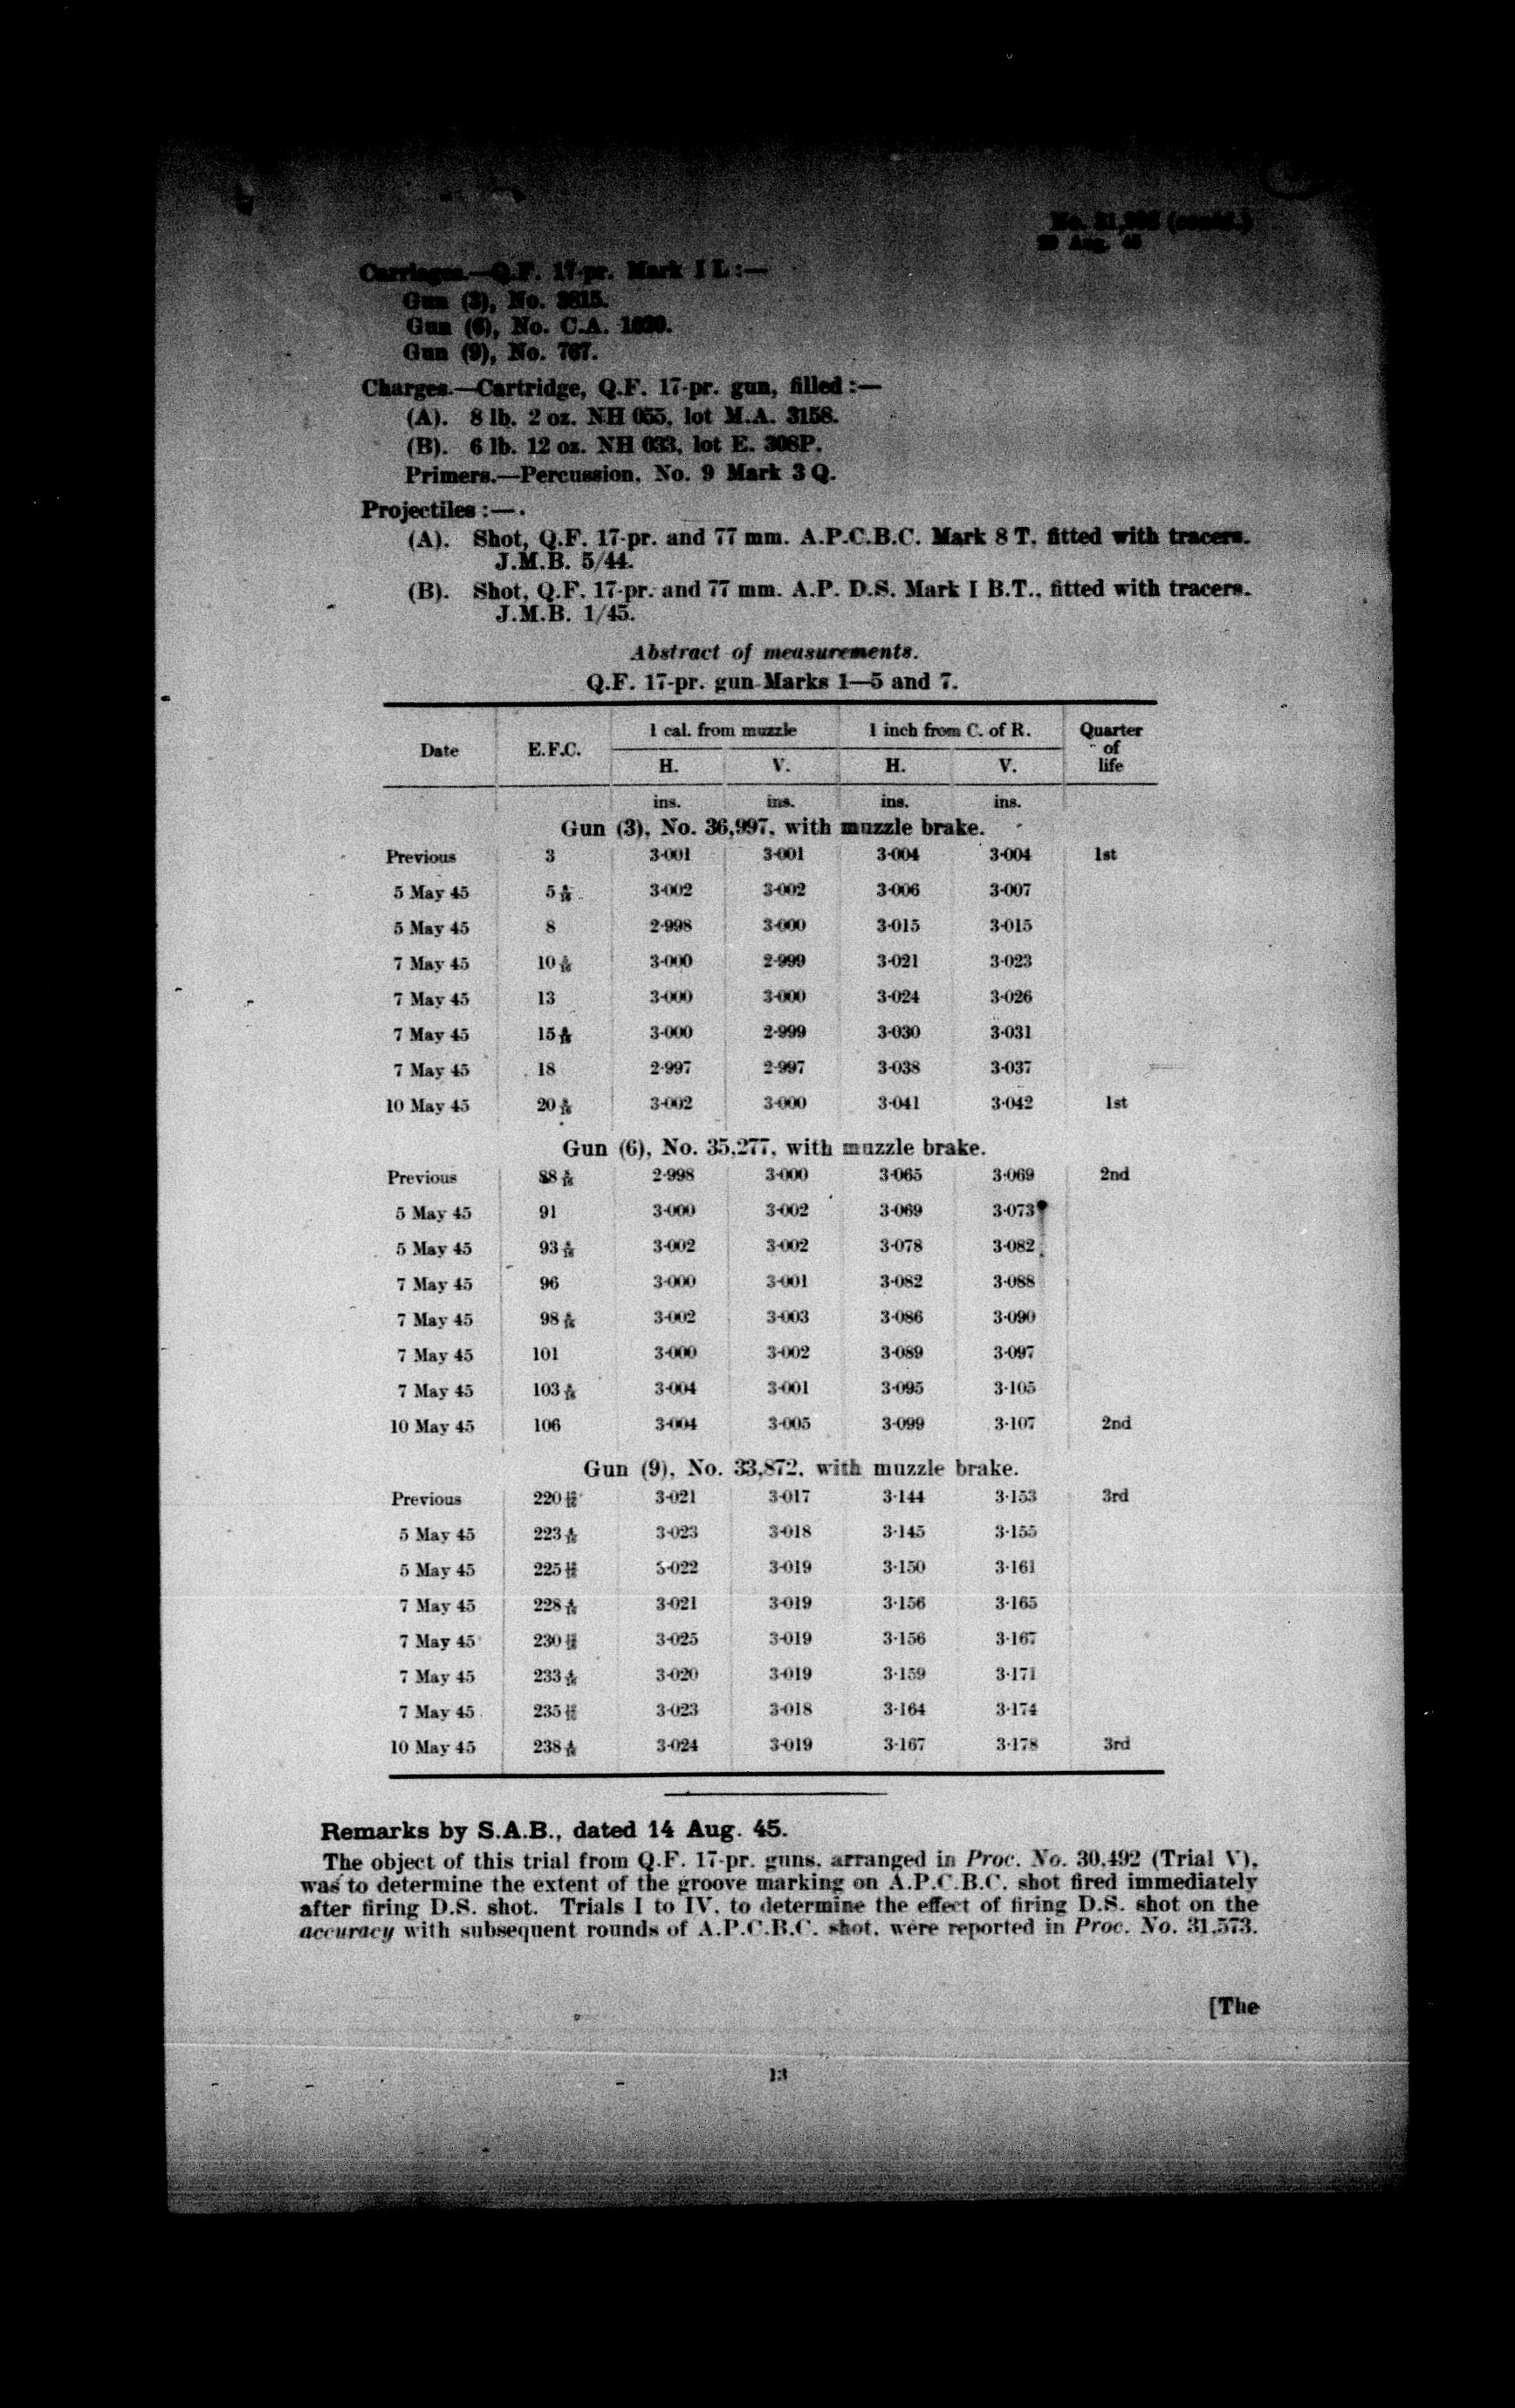 (contd.)
Aug. 45
Carriages.—Q.F. 17-pr. Mark I L :—
Gun (3), No. 3815.
Gun (6), No. C.A.
Gun (9), No. 767.
Charges.—Cartridge, Q.F. 17-pr. gun, filled :—
(A). 8 lb. 2 oz. NH 055, lot M.A. 3158.
(B). 6 lb. 12 oz. NH 033, lot E. 308P.
Primers.—Percussion, No. 9 Mark 3 Q.
Projectiles :—.
(A). Shot, Q.F. 17-pr. and 77 mm. A.P.C.B.C. Mark 8 T. fitted with tracers.
J.M.B. 5/44.
(B). Shot, Q.F. 17-pr. and 77 mm. A.P. D.S. Mark I B.T., fitted with tracers.
J.M.B. 1/45.
Abstract of measurements.
Q.F. 17-pr. gun Marks 1—5 and 7.
Date E.F.C. 1 cal. from muzzle 1 inch from C. of R. Quarter of life
H. V. H. V.
ins. ins. ins. ins.
Gun (3), No. 36,997, with muzzle brake.
Previous 3 3·001 3·001 3·004 3·004 1st
5 May 45 5 3·002 3·002 3·006 3·007
5 May 45 8 2·998 3·000 3·015 3·015
7 May 45 10 3·000 2·999 3·021 3·023
7 May 45 13 3·000 3·000 3·024 3·026
7 May 45 15 3·000 2·999 3·030 3·031
7 May 45 18 2·997 2·997 3·038 3·037
10 May 45 20 3·002 3·000 3·041 3·042 1st
Gun (6), No. 35,277, with muzzle brake.
Previous 88 2·998 3·000 3·065 3·069 2nd
5 May 45 91 3·000 3·002 3·069 3·073
5 May 45 93 3·002 3·002 3·078 3·082
7 May 45 96 3·000 3·001 3·082 3·088
7 May 45 98 3·002 3·003 3·086 3·090
7 May 45 101 3·000 3·002 3·089 3·097
7 May 45 103 3·004 3·001 3·095 3·105
10 May 45 106 3·004 3·005 3·099 3·107 2nd
Gun (9), No. 33,872, with muzzle brake.
Previous 220 3·021 3·017 3·144 3·153 3rd
5 May 45 223 3·023 3·018 3·145 3·155
5 May 45 225 3·022 3·019 3·150 3·161
7 May 45 228 3·021 3·019 3·156 3·165
7 May 45 230 3·025 3·019 3·156 3·167
7 May 45 233 3·020 3·019 3·159 3·171
7 May 45 235 3·023 3·018 3·164 3·174
10 May 45 238 3·024 3·019 3·167 3·178 3rd
Remarks by S.A.B., dated 14 Aug. 45.
The object of this trial from Q.F. 17-pr. guns, arranged in Proc. No. 30,492 (Trial V),
was to determine the extent of the groove marking on A.P.C.B.C. shot fired immediately
after firing D.S. shot. Trials I to IV, to determine the effect of firing D.S. shot on the
accuracy with subsequent rounds of A.P.C.B.C. shot, were reported in Proc. No. 31,573.
[The
13